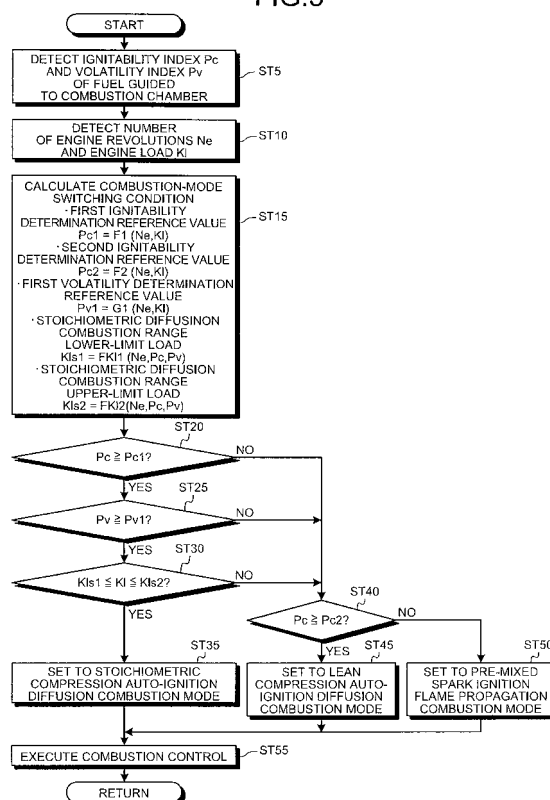 FIG.5
START
DETECT IGNITABILITY INDEX Pc
AND VOLATILITY INDEX Pv
OF FUEL GUIDED
TO COMBUSTION CHAMBER
ST5
DETECT NUMBER
OF ENGINE REVOLUTIONS Ne
AND ENGINE LOAD Kl
ST10
CALCULATE COMBUSTION-MODE
SWITCHING CONDITION
·FIRST IGNITABILITY
DETERMINATION REFERENCE VALUE
Pc1 = F1 (Ne,Kl)
·SECOND IGNITABILITY
DETERMINATION REFERENCE VALUE
Pc2 = F2 (Ne,Kl)
·FIRST VOLATILITY DETERMINATION
REFERENCE VALUE
Pv1 = G1 (Ne,Kl)
·STOICHIOMETRIC DIFFUSINON
COMBUSTION RANGE
LOWER-LIMIT LOAD
Kls1 = FKl1 (Ne,Pc,Pv)
·STOICHIOMETRIC DIFFUSION
COMBUSTION RANGE
UPPER-LIMIT LOAD
Kls2 = FKl2(Ne,Pc,Pv)
ST15
ST20
Pc ≧ Pc1?
NO
YES
ST25
Pv ≧ Pv1?
NO
YES
ST30
Kls1 ≦ Kl ≦ Kls2?
NO
YES
ST40
Pc ≧ Pc2?
NO
YES
ST35
SET TO STOICHIOMETRIC
COMPRESSION AUTO-IGNITION
DIFFUSION COMBUSTION MODE
ST45
SET TO LEAN
COMPRESSION AUTO-
IGNITION DIFFUSION
COMBUSTION MODE
ST50
SET TO PRE-MIXED
SPARK IGNITION
FLAME PROPAGATION
COMBUSTION MODE
EXECUTE COMBUSTION CONTROL
ST55
RETURN